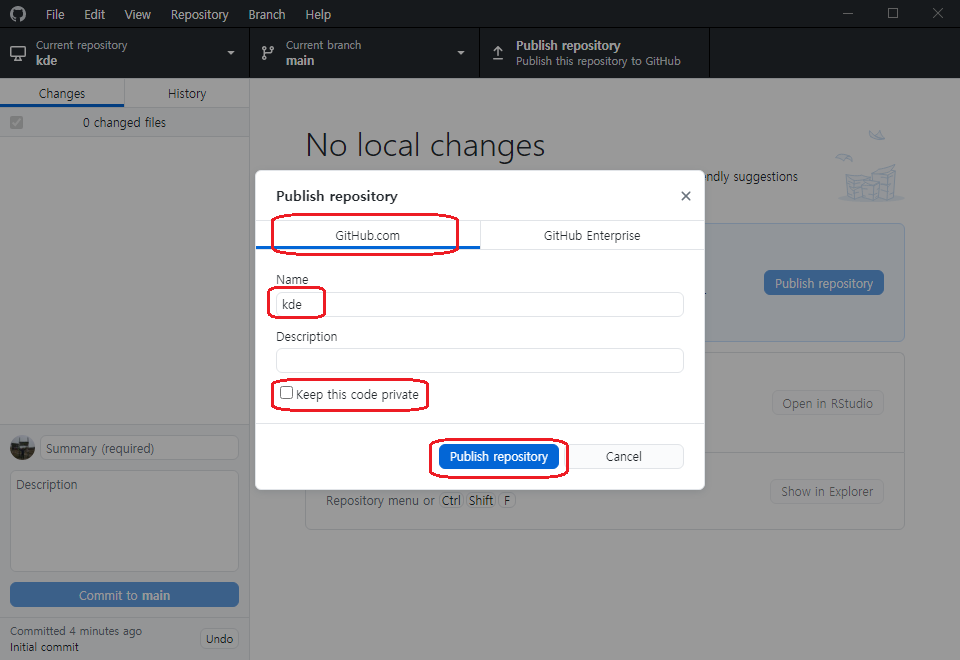 File Edit View Repository Branch Help
Current repository
kde
Current branch
main
Publish repository
Publish this repository to GitHub
Changes
History
0 changed files
No local changes
ndly suggestions
Publish repository
GitHub.com
GitHub Enterprise
Name
kde
Description
Keep this code private
Publish repository
Cancel
Publish repository
Open in RStudio
Repository menu or Ctrl Shift F
Show in Explorer
Summary (required)
Description
Commit to main
Committed 4 minutes ago
Initial commit
Undo